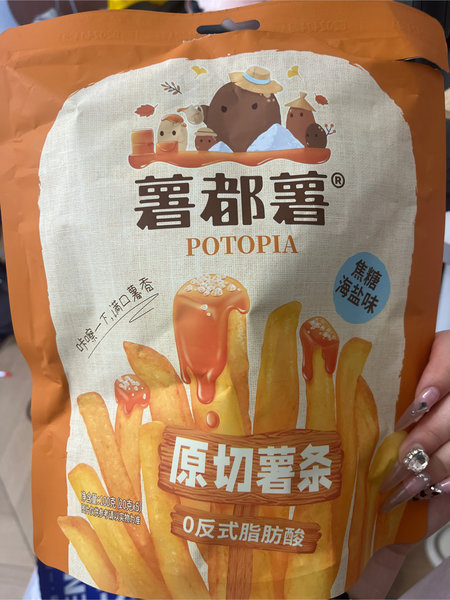 薯都薯®
POTOPIA
焦糖
海盐味
咔嚓一下,满口薯香
原切薯条
0反式脂肪酸